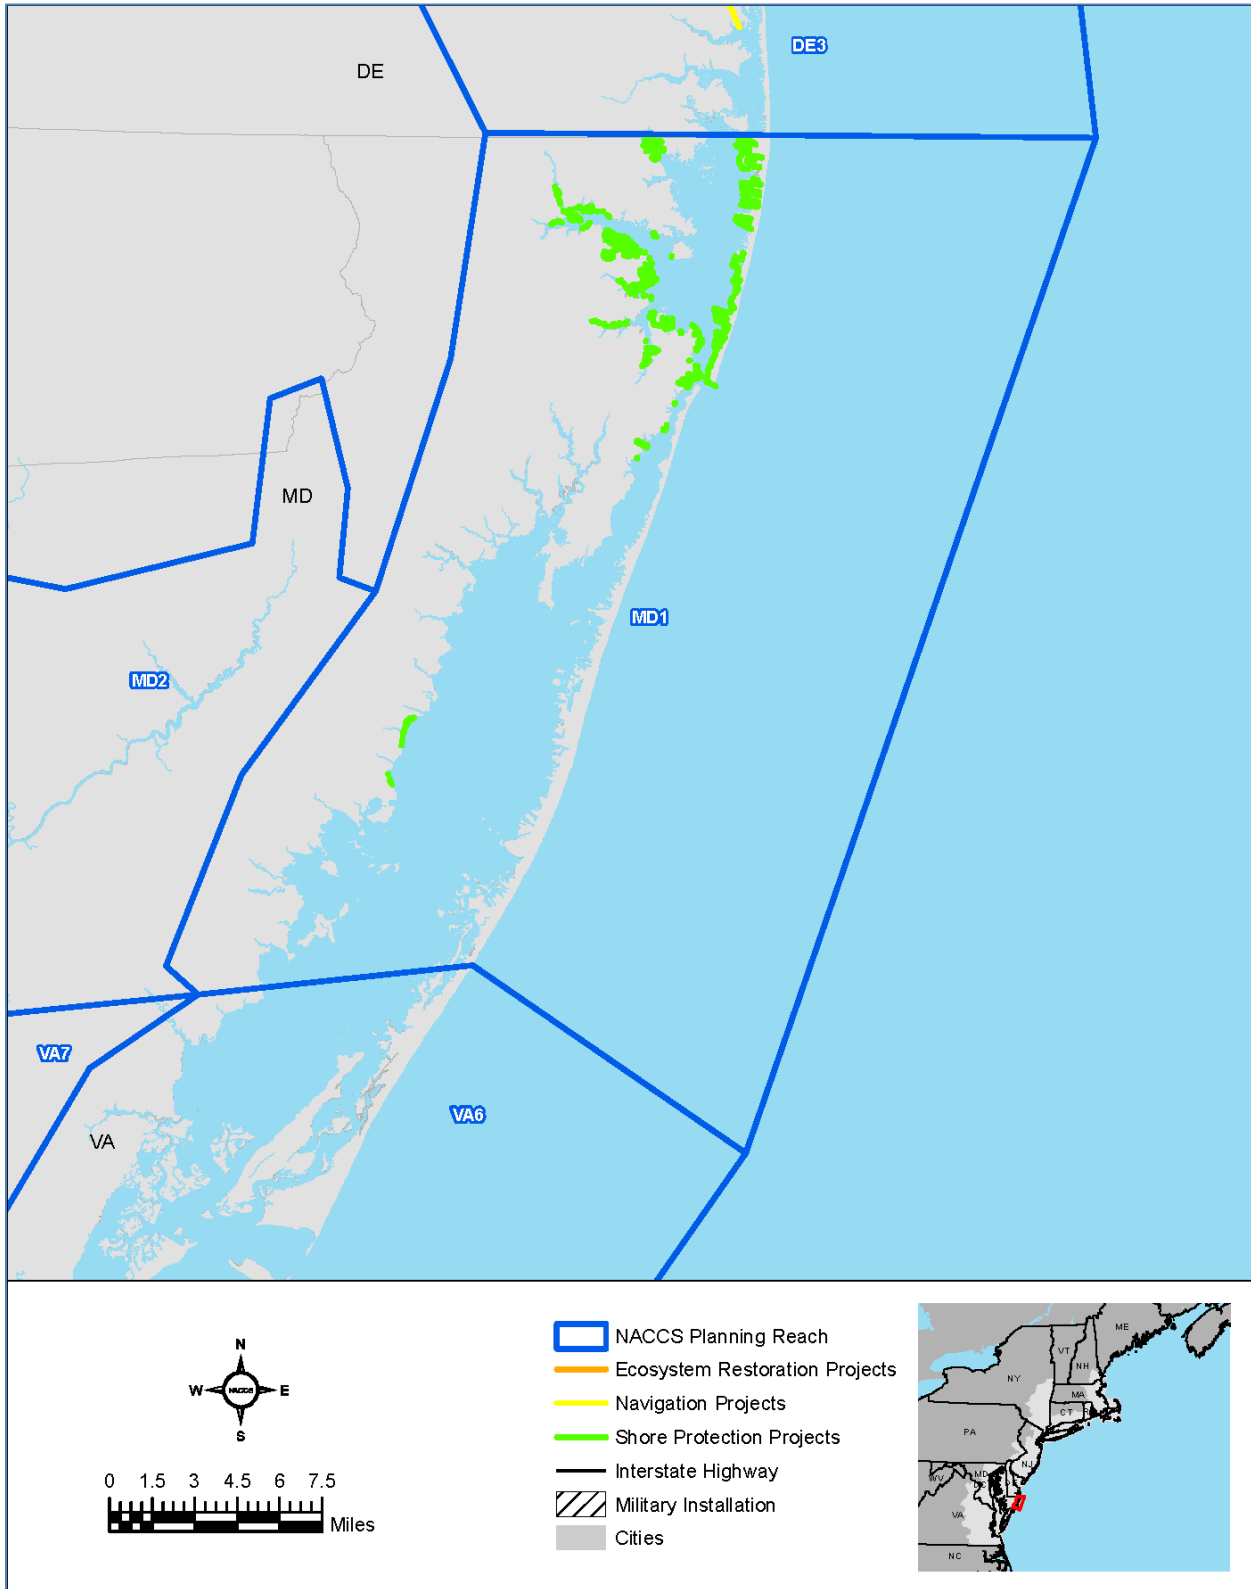 DE3
DE
MD
MD1
MD2
VA7
VA6
VA
N
W NACCS E
S
0 1.5 3 4.5 6 7.5
Miles
NACCS Planning Reach
Ecosystem Restoration Projects
Navigation Projects
Shore Protection Projects
Interstate Highway
Military Installation
Cities
ME
VT
NH
NY
MA
CT
PA
NJ
WV
MD
VA
NC